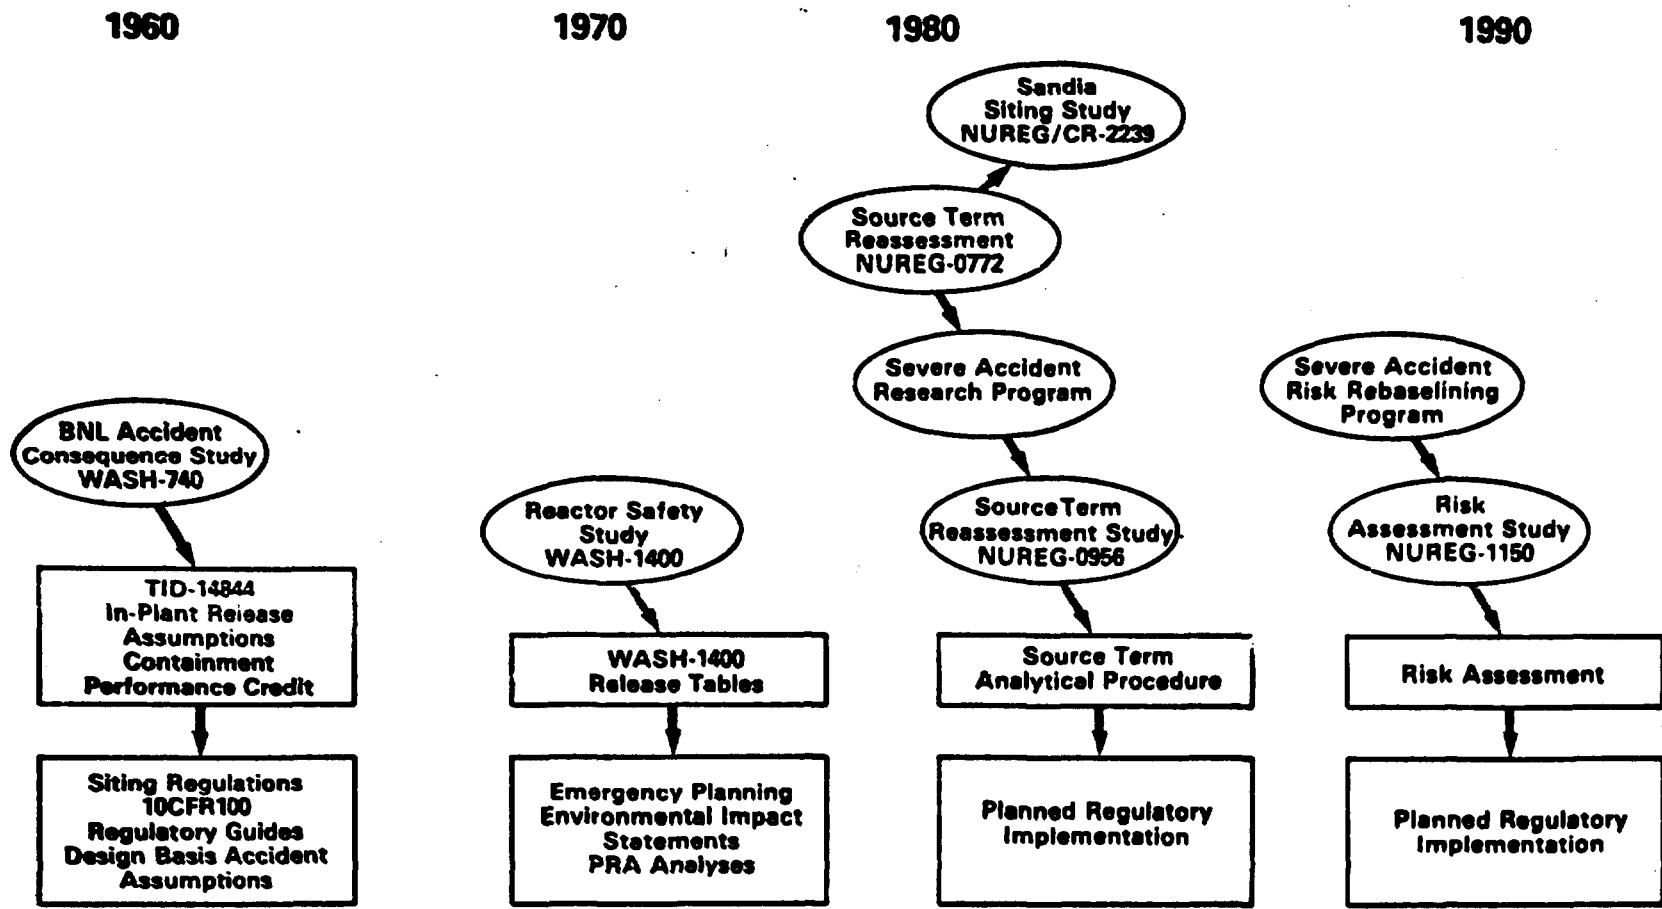 1960
1970
1980
1990
Sandia
Siting Study
NUREG/CR-2239
Source Term
Reassessment
NUREG-0772
Severe Accident
Research Program
Severe Accident
Risk Rebaselining
Program
BNL Accident
Consequence Study
WASH-740
Reactor Safety
Study
WASH-1400
Source Term
Reassessment Study
NUREG-0956
Risk
Assessment Study
NUREG-1150
TID-14844
In-Plant Release
Assumptions
Containment
Performance Credit
WASH-1400
Release Tables
Source Term
Analytical Procedure
Risk Assessment
Siting Regulations
10CFR100
Regulatory Guides
Design Basis Accident
Assumptions
Emergency Planning
Environmental Impact
Statements
PRA Analyses
Planned Regulatory
Implementation
Planned Regulatory
Implementation